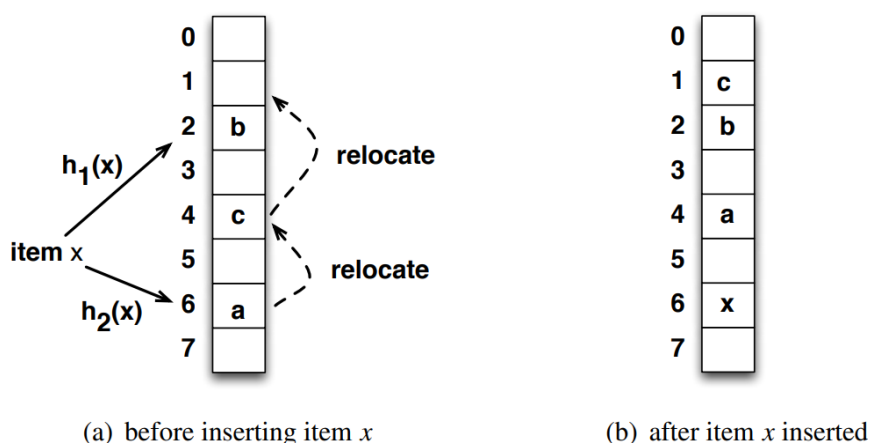 0
1
2 b
3
4 c
5
6 a
7
h1(x)
item x
h2(x)
relocate
relocate
(a) before inserting item x
0
1 c
2 b
3
4 a
5
6 x
7
(b) after item x inserted